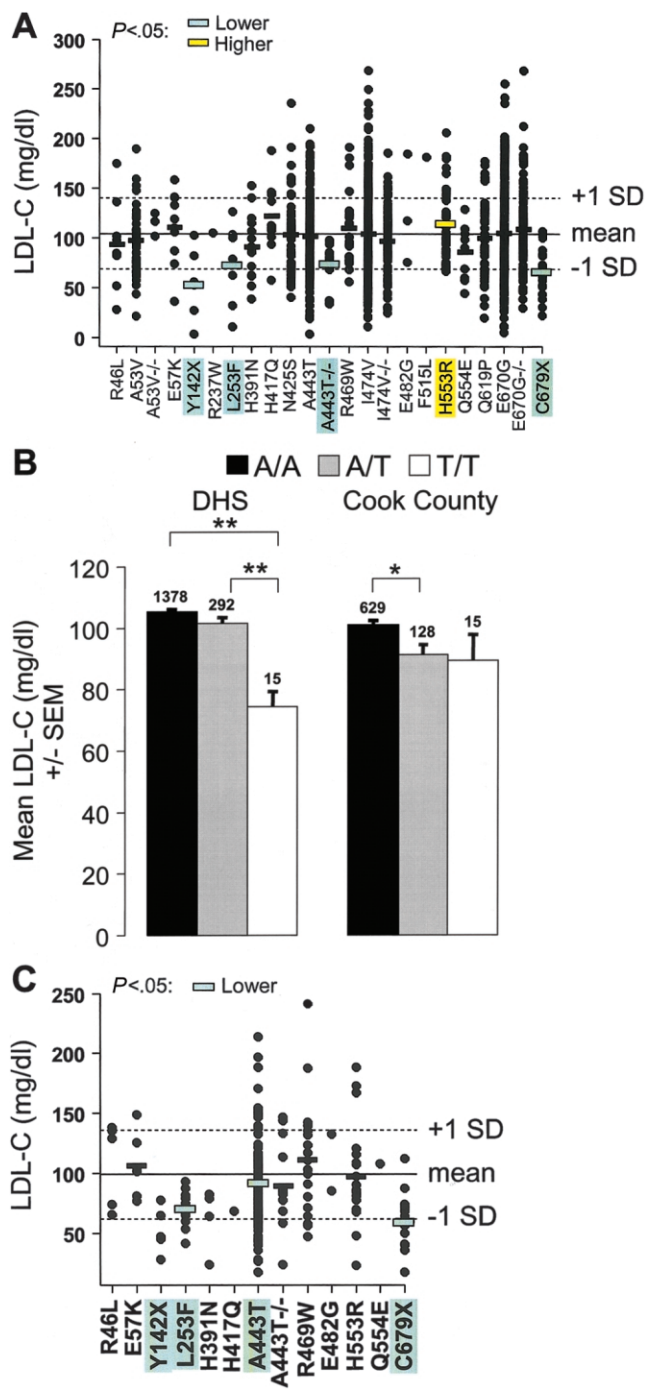 A
P<.05:
Lower
Higher
LDL-C (mg/dl)
300
250
200
150
100
50
0
+1 SD
mean
-1 SD
R46L
A53V
A53V-/-
E57K
Y142X
R237W
L253F
H391N
H417Q
N425S
A443T
A443T-/-
R469W
I474V
I474V-/-
E482G
F515L
H553R
Q554E
Q619P
E670G
E670G-/-
C679X
B
A/A A/T T/T
DHS Cook County
** 
** *
Mean LDL-C (mg/dl)
+/- SEM
120
100
80
60
40
20
0
1378 292 15 629 128 15
C
P<.05: Lower
LDL-C (mg/dl)
250
200
150
100
50
+1 SD
mean
-1 SD
R46L
E57K
Y142X
L253F
H391N
H417Q
A443T
A443T-/-
R469W
E482G
H553R
Q554E
C679X